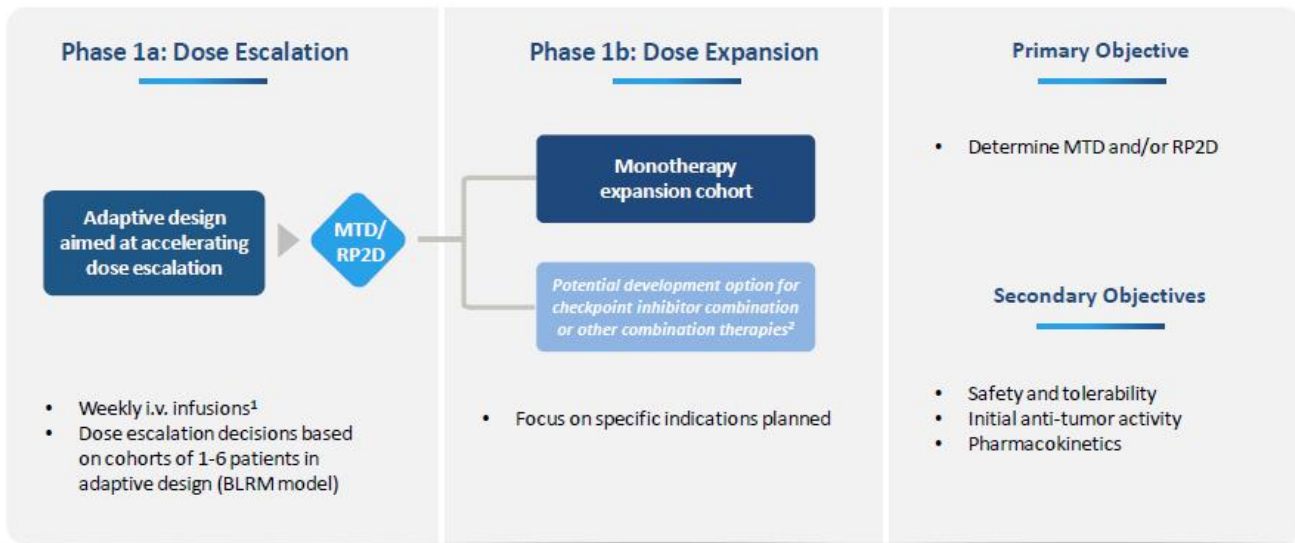 Phase 1a: Dose Escalation
Adaptive design
aimed at accelerating
dose escalation
MTD/
RP2D
• Weekly i.v. infusions¹
• Dose escalation decisions based
on cohorts of 1-6 patients in
adaptive design (BLRM model)
Phase 1b: Dose Expansion
Monotherapy
expansion cohort
Potential development option for
checkpoint inhibitor combination
or other combination therapies²
• Focus on specific indications planned
Primary Objective
• Determine MTD and/or RP2D
Secondary Objectives
• Safety and tolerability
• Initial anti-tumor activity
• Pharmacokinetics